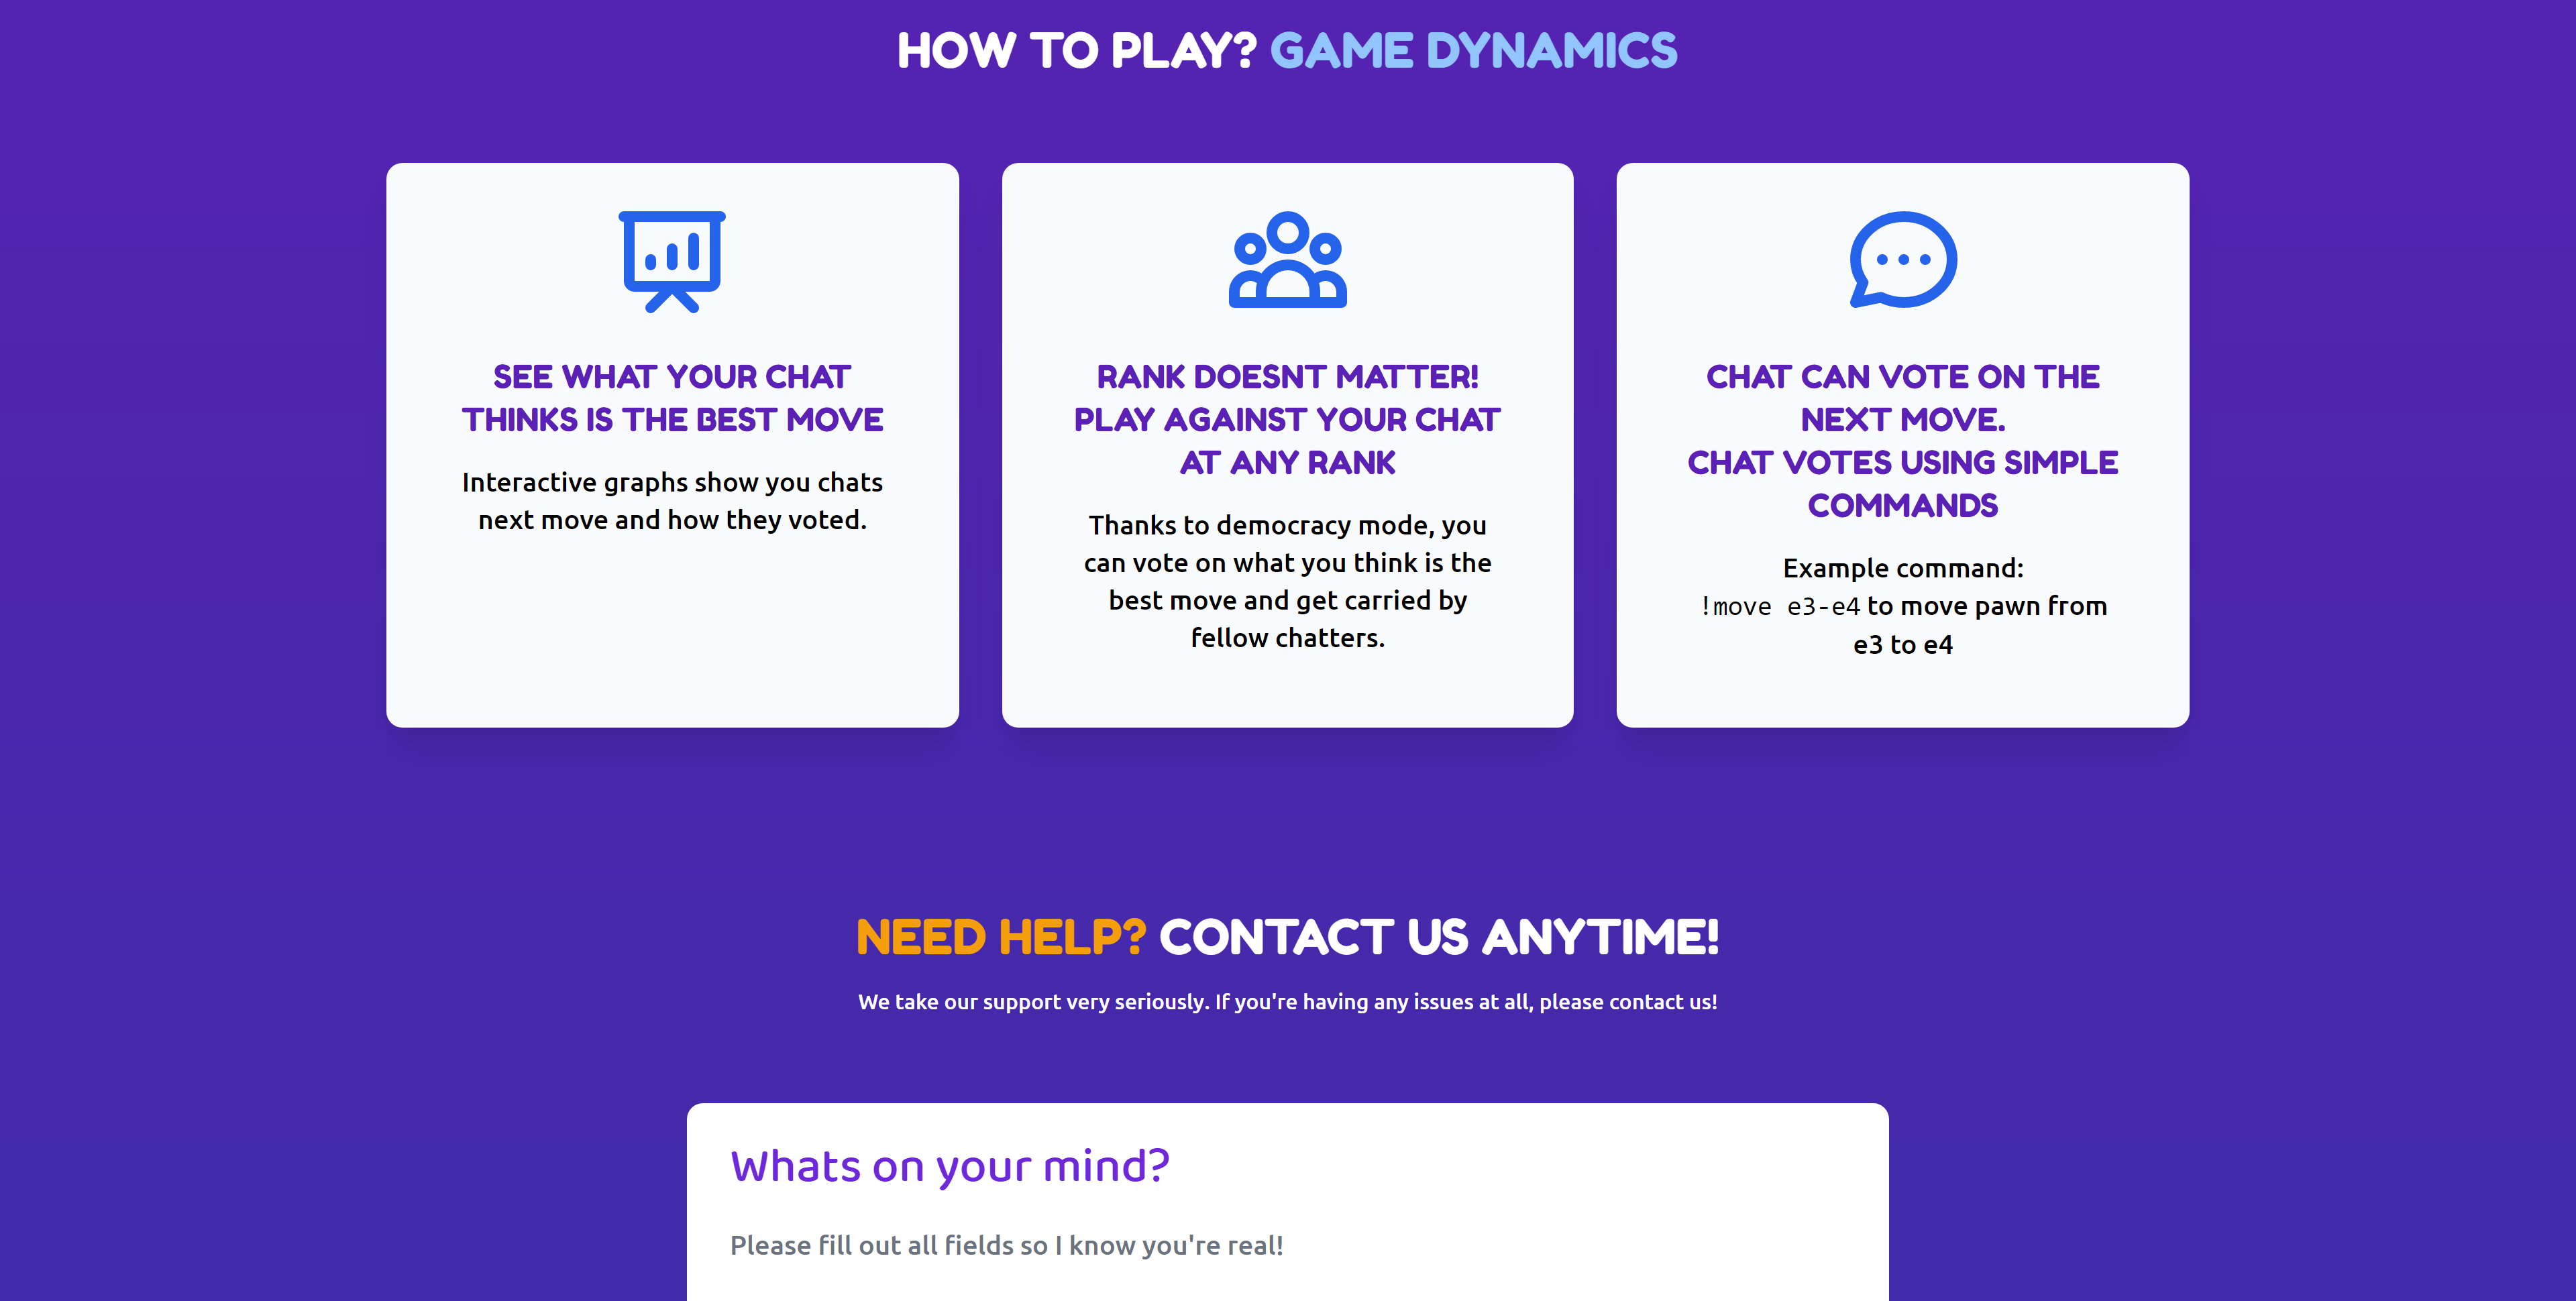 HOW TO PLAY? GAME DYNAMICS
SEE WHAT YOUR CHAT
THINKS IS THE BEST MOVE
Interactive graphs show you chats
next move and how they voted.
RANK DOESNT MATTER!
PLAY AGAINST YOUR CHAT
AT ANY RANK
Thanks to democracy mode, you
can vote on what you think is the
best move and get carried by
fellow chatters.
CHAT CAN VOTE ON THE
NEXT MOVE.
CHAT VOTES USING SIMPLE
COMMANDS
Example command:
!move e3-e4 to move pawn from
e3 to e4
NEED HELP? CONTACT US ANYTIME!
We take our support very seriously. If you're having any issues at all, please contact us!
Whats on your mind?
Please fill out all fields so I know you're real!